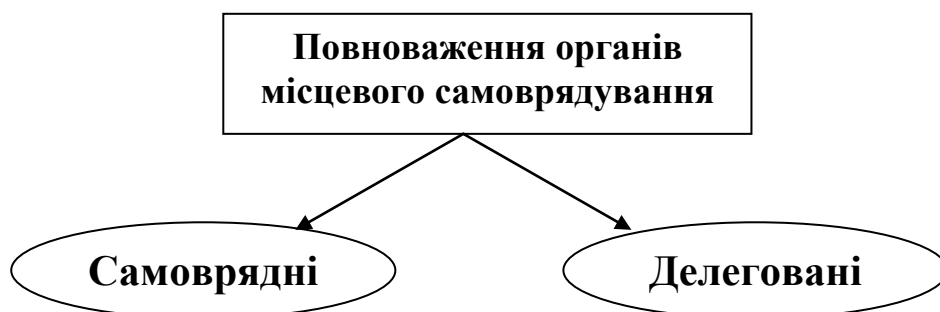 Повноваження органів
місцевого самоврядування
Самоврядні
Делеговані